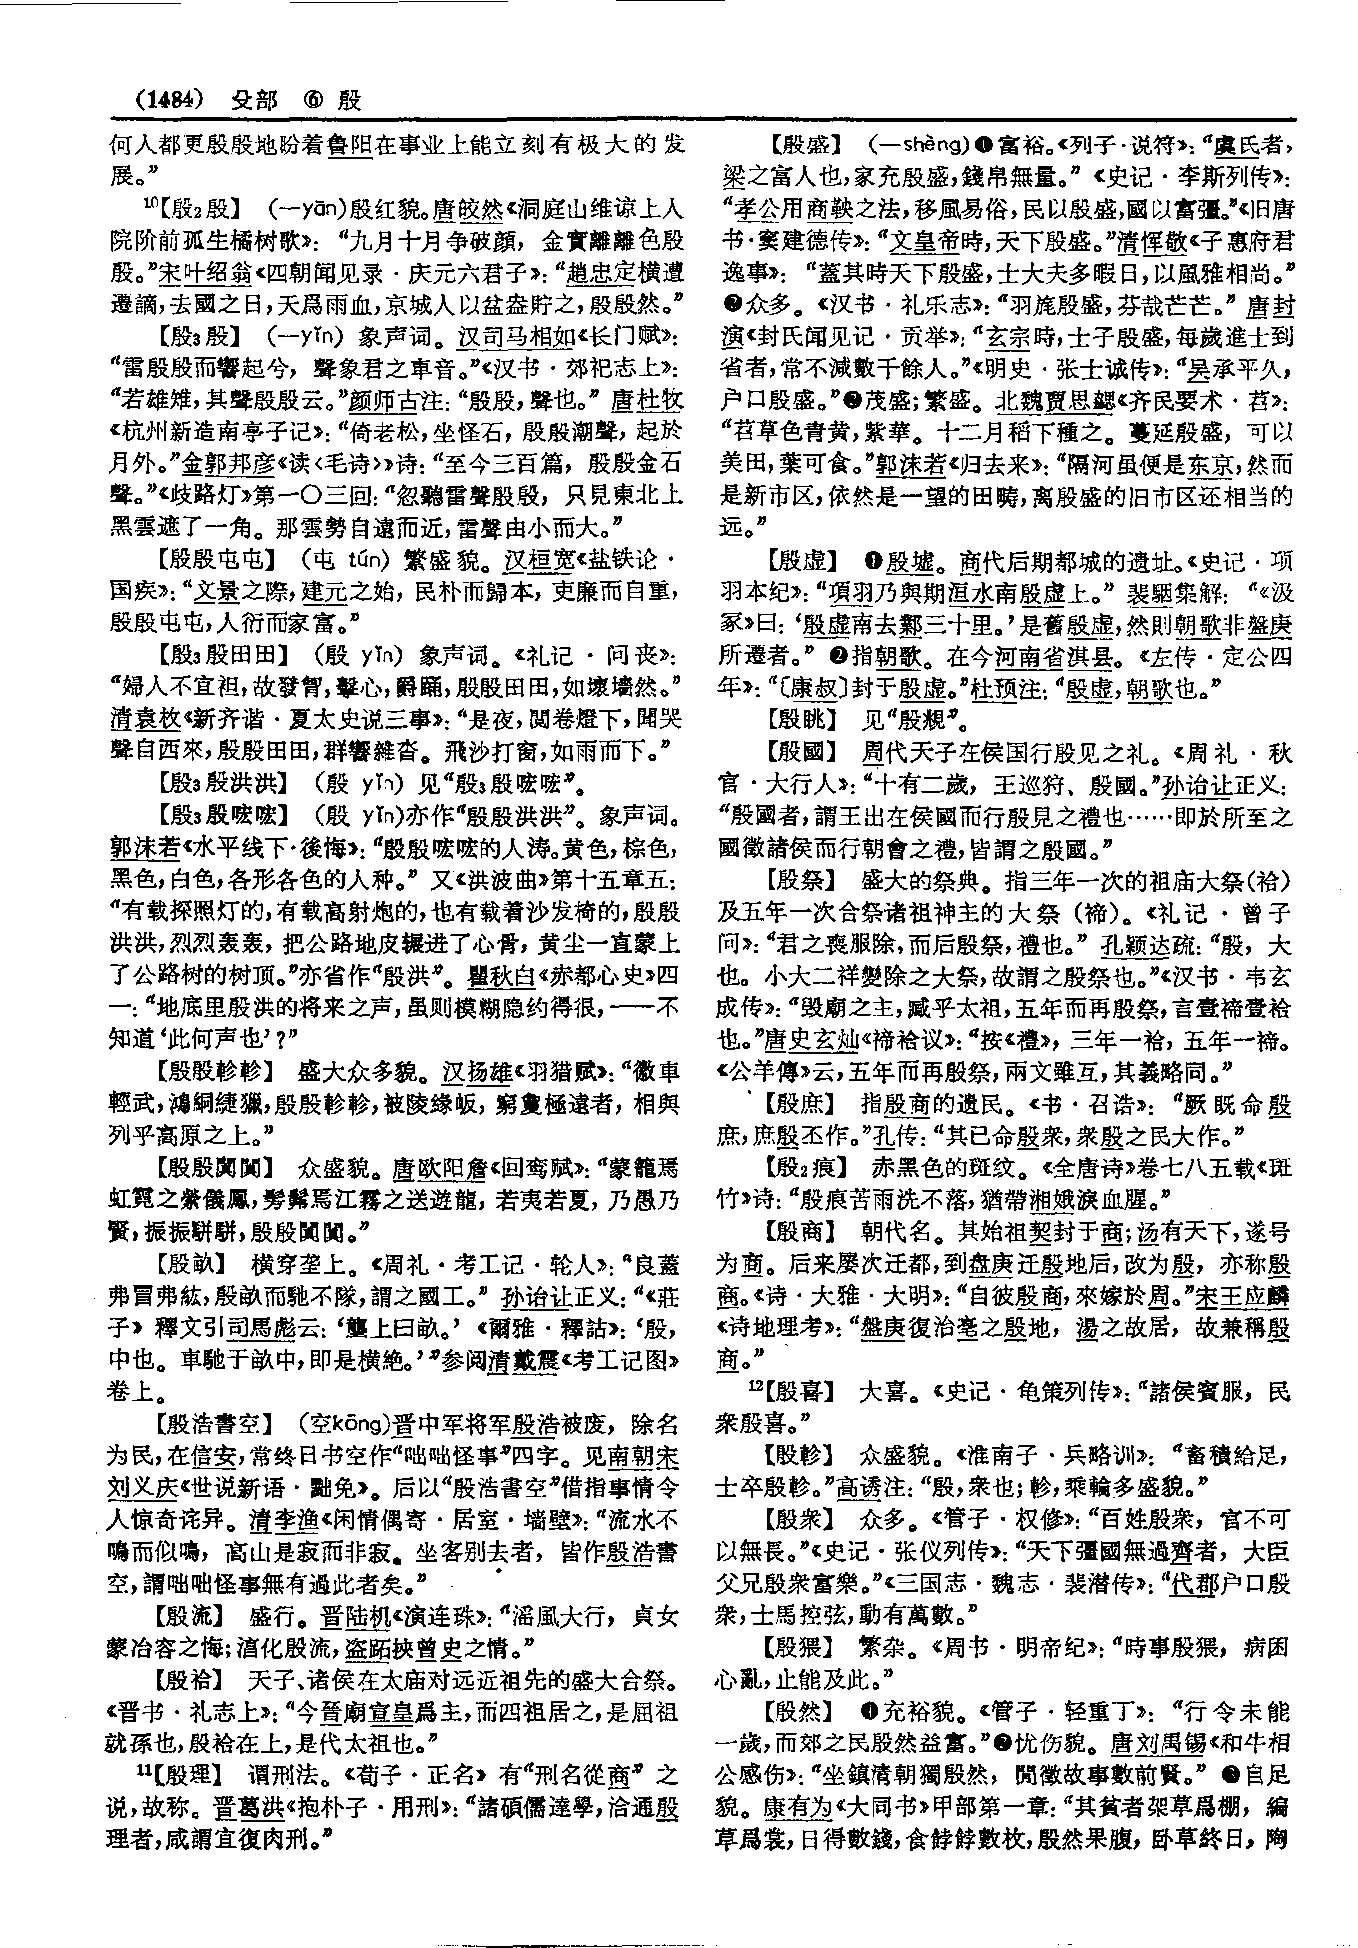 （1484） 殳部 ⑥ 殷
何人都更殷殷地盼着鲁阳在事业上能立刻有极大的发
展。”
10【殷2殷】 （—yān）殷红貌。唐皎然《洞庭山维谅上人
院阶前孤生橘树歌》：“九月十月争破顔，金實離離色殷
殷。”宋叶绍翁《四朝闻见录·庆元六君子》：“趙忠定横遭
遷謫，去國之日，天爲雨血，京城人以盆盎貯之，殷殷然。”
【殷3殷】 （—yǐn） 象声词。汉司马相如《长门赋》：
“雷殷殷而響起兮，聲象君之車音。”《汉书·郊祀志上》：
“若雄雉，其聲殷殷云。”颜师古注：“殷殷，聲也。”唐杜牧
《杭州新造南亭子记》：“倚老松，坐怪石，殷殷潮聲，起於
月外。”金郭邦彦《读〈毛诗〉》诗：“至今三百篇，殷殷金石
聲。”《歧路灯》第一〇三回：“忽聽雷聲殷殷，只見東北上
黑雲遮了一角。那雲勢自遠而近，雷聲由小而大。”
【殷殷屯屯】 （屯 tún） 繁盛貌。汉桓宽《盐铁论·
国疾》：“文景之際，建元之始，民朴而歸本，吏廉而自重，
殷殷屯屯，人衍而家富。”
【殷3殷田田】 （殷 yǐn） 象声词。《礼记·问丧》：
“婦人不宜袒，故發胷，擊心，爵踊，殷殷田田，如壞墻然。”
清袁枚《新齐谐·夏太史说三事》：“是夜，閲卷燈下，聞哭
聲自西來，殷殷田田，群響雜沓。飛沙打窗，如雨而下。”
【殷3殷洪洪】 （殷 yǐn） 见“殷3殷吰吰”。
【殷3殷吰吰】 （殷 yǐn）亦作“殷殷洪洪”。象声词。
郭沫若《水平线下·後悔》：“殷殷吰吰的人涛。黄色，棕色，
黑色，白色，各形各色的人种。”又《洪波曲》第十五章五：
“有载探照灯的，有载高射炮的，也有载着沙发椅的，殷殷
洪洪，烈烈轰轰，把公路地皮辗进了心骨，黄尘一直蒙上
了公路树的树顶。”亦省作“殷洪”。瞿秋白《赤都心史》四
一：“地底里殷洪的将来之声，虽则模糊隐约得很，——不
知道‘此何声也’？”
【殷殷軫軫】 盛大众多貌。汉扬雄《羽猎赋》：“徽車
輕武，鴻絧緁獵，殷殷軫軫，被陵緣岅，窮夐極遠者，相與
列乎高原之上。”
【殷殷闐闐】 众盛貌。唐欧阳詹《回鸾赋》：“蒙籠焉
虹霓之縈儀鳳，髣髴焉江霧之送遊龍，若夷若夏，乃愚乃
賢，振振駢駢，殷殷闐闐。”
【殷畝】 横穿垄上。《周礼·考工记·轮人》：“良蓋
弗冒弗紘，殷畝而馳不隊，謂之國工。”孙诒让正义：“《莊
子》釋文引司馬彪云：‘壟上曰畝。’《爾雅·釋詁》：‘殷，
中也。車馳于畝中，即是横絶。’”参阅清戴震《考工记图》
卷上。
【殷浩書空】 （空kōng）晋中军将军殷浩被废，除名
为民，在信安，常终日书空作“咄咄怪事”四字。见南朝宋
刘义庆《世说新语·黜免》。后以“殷浩書空”借指事情令
人惊奇诧异。清李渔《闲情偶寄·居室·墙壁》：“流水不
鳴而似鳴，高山是寂而非寂。坐客别去者，皆作殷浩書
空，謂咄咄怪事無有過此者矣。”
【殷流】 盛行。晋陆机《演连珠》：“滛風大行，貞女
蒙冶容之悔；湻化殷流，盗跖挾曾史之情。”
【殷祫】 天子、诸侯在太庙对远近祖先的盛大合祭。
《晋书·礼志上》：“今晉廟宣皇爲主，而四祖居之，是屈祖
就孫也，殷祫在上，是代太祖也。”
11【殷理】 谓刑法。《荀子·正名》有“刑名從商”之
说，故称。晋葛洪《抱朴子·用刑》：“諸碩儒達學，洽通殷
理者，咸謂宜復肉刑。”
【殷盛】 （—shèng）❶富裕。《列子·说符》：“虞氏者，
梁之富人也，家充殷盛，錢帛無量。”《史记·李斯列传》：
“孝公用商鞅之法，移風易俗，民以殷盛，國以富彊。”《旧唐
书·窦建德传》：“文皇帝時，天下殷盛。”清恽敬《子惠府君
逸事》：“蓋其時天下殷盛，士大夫多暇日，以風雅相尚。”
❷众多。《汉书·礼乐志》：“羽旄殷盛，芬哉芒芒。”唐封
演《封氏闻见记·贡举》：“玄宗時，士子殷盛，每歲進士到
省者，常不減數千餘人。”《明史·张士诚传》：“吴承平久，
户口殷盛。”❸茂盛；繁盛。北魏贾思勰《齐民要术·苕》：
“苕草色青黄，紫華。十二月稻下種之。蔓延殷盛，可以
美田，葉可食。”郭沫若《归去来》：“隔河虽便是东京，然而
是新市区，依然是一望的田畴，离殷盛的旧市区还相当的
远。”
【殷虚】 ❶殷墟。商代后期都城的遗址。《史记·项
羽本纪》：“項羽乃與期洹水南殷虚上。”裴駰集解：“《汲
冢》曰：‘殷虚南去鄴三十里。’是舊殷虚，然則朝歌非盤庚
所遷者。”❷指朝歌。在今河南省淇县。《左传·定公四
年》：“〔康叔〕封于殷虚。”杜预注：“殷虚，朝歌也。”
【殷眺】 见“殷覜”。
【殷國】 周代天子在侯国行殷见之礼。《周礼·秋
官·大行人》：“十有二歲，王巡狩、殷國。”孙诒让正义：
“殷國者，謂王出在侯國而行殷見之禮也……即於所至之
國徵諸侯而行朝會之禮，皆謂之殷國。”
【殷祭】 盛大的祭典。指三年一次的祖庙大祭（祫）
及五年一次合祭诸祖神主的大祭（禘）。《礼记·曾子
问》：“君之喪服除，而后殷祭，禮也。”孔颖达疏：“殷，大
也。小大二祥變除之大祭，故謂之殷祭也。”《汉书·韦玄
成传》：“毁廟之主，臧乎太祖，五年而再殷祭，言壹禘壹祫
也。”唐史玄灿《禘祫议》：“按《禮》，三年一祫，五年一禘。
《公羊傳》云，五年而再殷祭，兩文雖互，其義略同。”
【殷庶】 指殷商的遗民。《书·召诰》：“厥既命殷
庶，庶殷丕作。”孔传：“其已命殷衆，衆殷之民大作。”
【殷2痕】 赤黑色的斑纹。《全唐诗》卷七八五载《斑
竹》诗：“殷痕苦雨洗不落，猶帶湘娥淚血腥。”
【殷商】 朝代名。其始祖契封于商；汤有天下，遂号
为商。后来屡次迁都，到盘庚迁殷地后，改为殷，亦称殷
商。《诗·大雅·大明》：“自彼殷商，來嫁於周。”宋王应麟
《诗地理考》：“盤庚復治亳之殷地，湯之故居，故兼稱殷
商。”
12【殷喜】 大喜。《史记·龟策列传》：“諸侯賓服，民
衆殷喜。”
【殷軫】 众盛貌。《淮南子·兵略训》：“畜積給足，
士卒殷軫。”高诱注：“殷，衆也；軫，乘輪多盛貌。”
【殷衆】 众多。《管子·权修》：“百姓殷衆，官不可
以無長。”《史记·张仪列传》：“天下彊國無過齊者，大臣
父兄殷衆富樂。”《三国志·魏志·裴潜传》：“代郡户口殷
衆，士馬控弦，動有萬數。”
【殷猥】 繁杂。《周书·明帝纪》：“時事殷猥，病困
心亂，止能及此。”
【殷然】 ❶充裕貌。《管子·轻重丁》：“行令未能
一歲，而郊之民殷然益富。”❷忧伤貌。唐刘禹锡《和牛相
公感伤》：“坐鎮清朝獨殷然，閒徵故事數前賢。”❸自足
貌。康有为《大同书》甲部第一章：“其貧者架草爲棚，編
草爲裳，日得數錢，食餑餑數枚，殷然果腹，卧草終日，陶